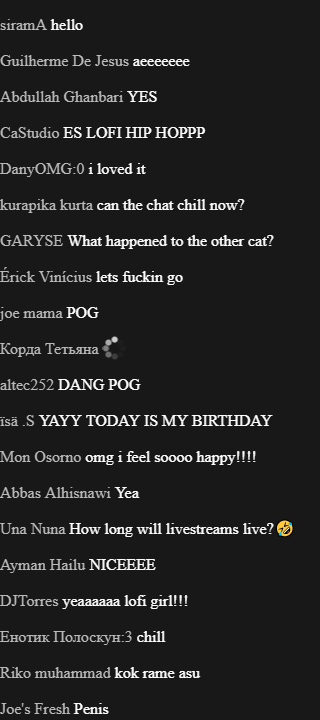 siramA hello
Guilherme De Jesus aeeeeeee
Abdullah Ghanbari YES
CaStudio ES LOFI HIP HOPPP
DanyOMG:0 i loved it
kurapika kurta can the chat chill now?
GARYSE What happened to the other cat?
Érick Vinícius lets fuckin go
joe mama POG
Корда Тетьяна
altec252 DANG POG
ïsä .S YAYY TODAY IS MY BIRTHDAY
Mon Osorno omg i feel soooo happy!!!!
Abbas Alhisnawi Yea
Una Nuna How long will livestreams live? 🤣
Ayman Hailu NICEEEE
DJTorres yeaaaaaa lofi girl!!!
Енотик Полоскун:3 chill
Riko muhammad kok rame asu
Joe's Fresh Penis